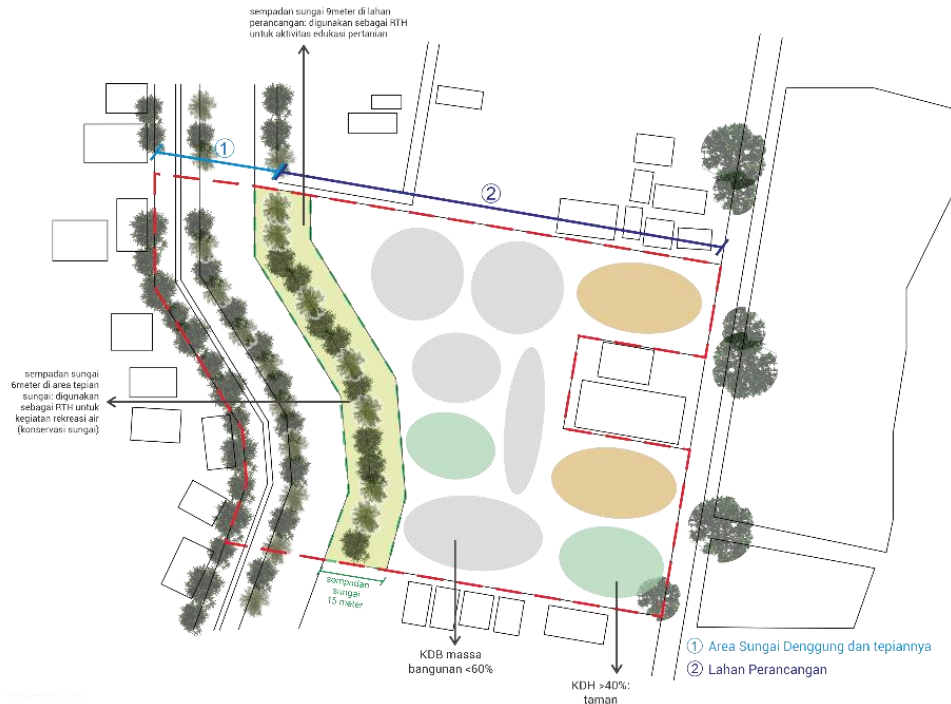 sempadan sungai 9meter di lahan
perancangan: digunakan sebagai RTH
untuk aktivitas edukasi pertanian
1
2
sempadan sungai
6meter di area tepian
sungai: digunakan
sebagai RTH untuk
kegiatan rekreasi air
(konservasi sungai)
sempadan
sungai
15 meter
KDB massa
bangunan <60%
KDH >40%:
taman
1 Area Sungai Denggung dan tepiannya
2 Lahan Perancangan